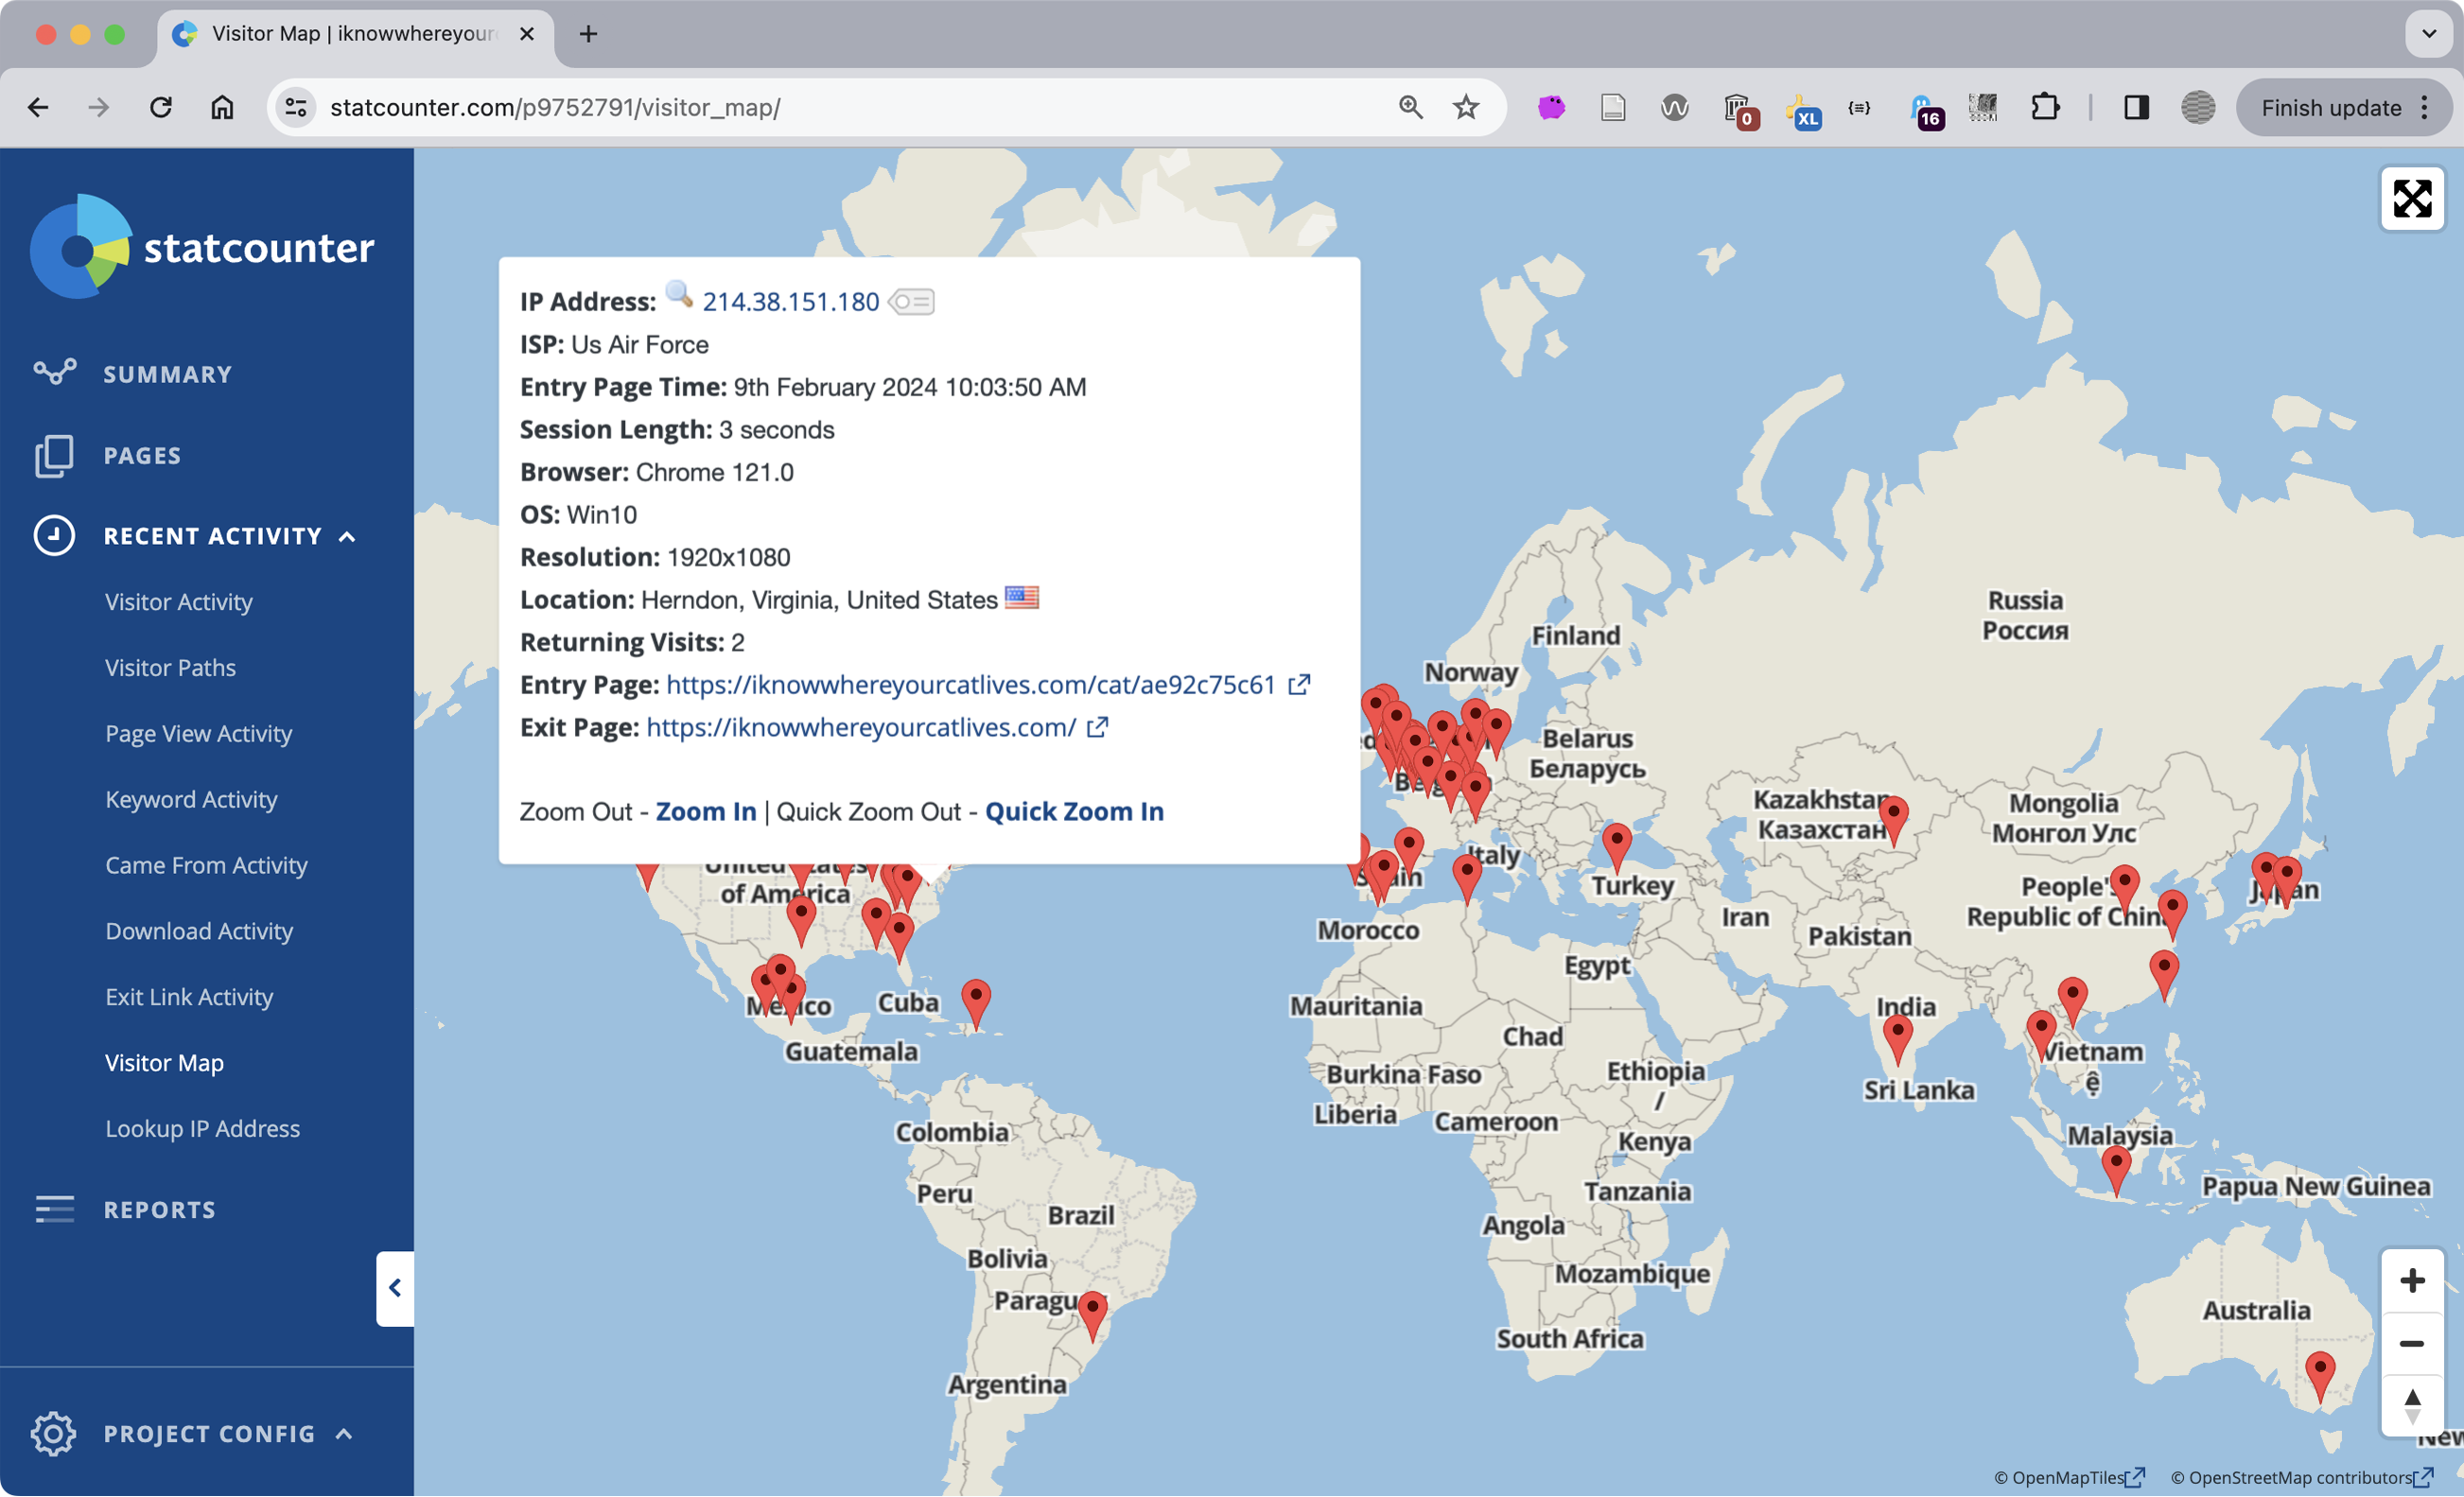 Visitor Map | iknowwhereyour
statcounter.com/p9752791/visitor_map/
0
XL
16
Finish update
statcounter
SUMMARY
PAGES
RECENT ACTIVITY
Visitor Activity
Visitor Paths
Page View Activity
Keyword Activity
Came From Activity
Download Activity
Exit Link Activity
Visitor Map
Lookup IP Address
REPORTS
PROJECT CONFIG
IP Address: 214.38.151.180
ISP: Us Air Force
Entry Page Time: 9th February 2024 10:03:50 AM
Session Length: 3 seconds
Browser: Chrome 121.0
OS: Win10
Resolution: 1920x1080
Location: Herndon, Virginia, United States
Returning Visits: 2
Entry Page: https://iknowwhereyourcatlives.com/cat/ae92c75c61
Exit Page: https://iknowwhereyourcatlives.com/
Zoom Out - Zoom In | Quick Zoom Out - Quick Zoom In
Russia
Россия
Finland
Norway
Belarus
Беларусь
Kazakhstan
Казахстан
Mongolia
Монгол Улс
Italy
Spain
Turkey
United States
of America
People's
Republic of China
Japan
Iran
Pakistan
Morocco
Egypt
Mexico
Cuba
Mauritania
India
Guatemala
Chad
Vietnam
ệ
Burkina Faso
Ethiopia
/
Sri Lanka
Liberia
Cameroon
Colombia
Kenya
Malaysia
Peru
Tanzania
Papua New Guinea
Brazil
Angola
Bolivia
Mozambique
Paraguay
Australia
South Africa
Argentina
New
© OpenMapTiles
© OpenStreetMap contributors